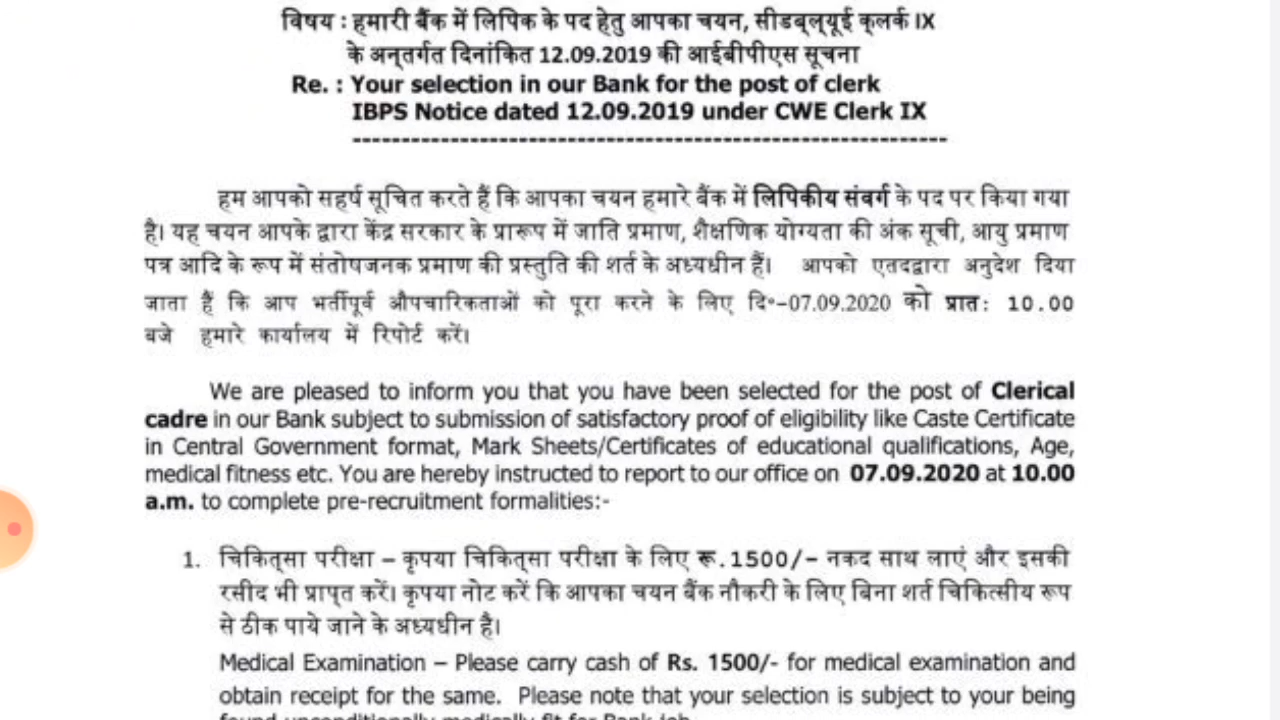 विषय : हमारी बैंक में लिपिक के पद हेतु आपका चयन, सीडब्ल्यूई क्लर्क IX
के अन्तर्गत दिनांकित 12.09.2019 की आईबीपीएस सूचना
Re. : Your selection in our Bank for the post of clerk
IBPS Notice dated 12.09.2019 under CWE Clerk IX
------------------------------------------------------------
हम आपको सहर्ष सूचित करते हैं कि आपका चयन हमारे बैंक में लिपिकीय संवर्ग के पद पर किया गया
है। यह चयन आपके द्वारा केंद्र सरकार के प्रारूप में जाति प्रमाण, शैक्षणिक योग्यता की अंक सूची, आयु प्रमाण
पत्र आदि के रूप में संतोषजनक प्रमाण की प्रस्तुति की शर्त के अध्यधीन हैं। आपको एतदद्वारा अनुदेश दिया
जाता हैं कि आप भर्तीपूर्व औपचारिकताओं को पूरा करने के लिए दि॰-07.09.2020 को प्रातः 10.00
बजे हमारे कार्यालय में रिपोर्ट करें।
We are pleased to inform you that you have been selected for the post of Clerical
cadre in our Bank subject to submission of satisfactory proof of eligibility like Caste Certificate
in Central Government format, Mark Sheets/Certificates of educational qualifications, Age,
medical fitness etc. You are hereby instructed to report to our office on 07.09.2020 at 10.00
a.m. to complete pre-recruitment formalities:-
1. चिकित्सा परीक्षा – कृपया चिकित्सा परीक्षा के लिए रू.1500/- नकद साथ लाएं और इसकी
रसीद भी प्राप्त करें। कृपया नोट करें कि आपका चयन बैंक नौकरी के लिए बिना शर्त चिकित्सीय रूप
से ठीक पाये जाने के अध्यधीन है।
Medical Examination – Please carry cash of Rs. 1500/- for medical examination and
obtain receipt for the same. Please note that your selection is subject to your being
found unconditionally medically fit for Bank job